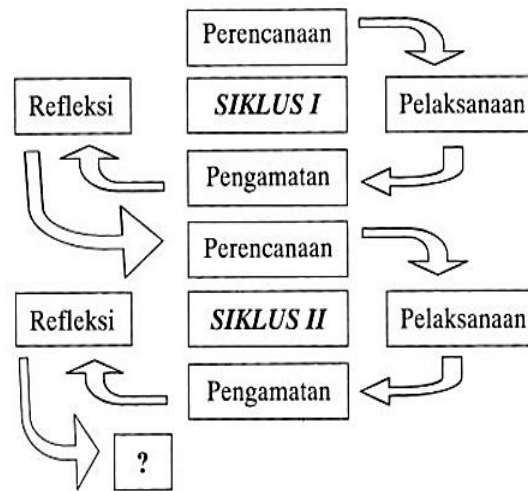 Perencanaan
Refleksi
SIKLUS I
Pelaksanaan
Pengamatan
Perencanaan
Refleksi
SIKLUS II
Pelaksanaan
Pengamatan
?